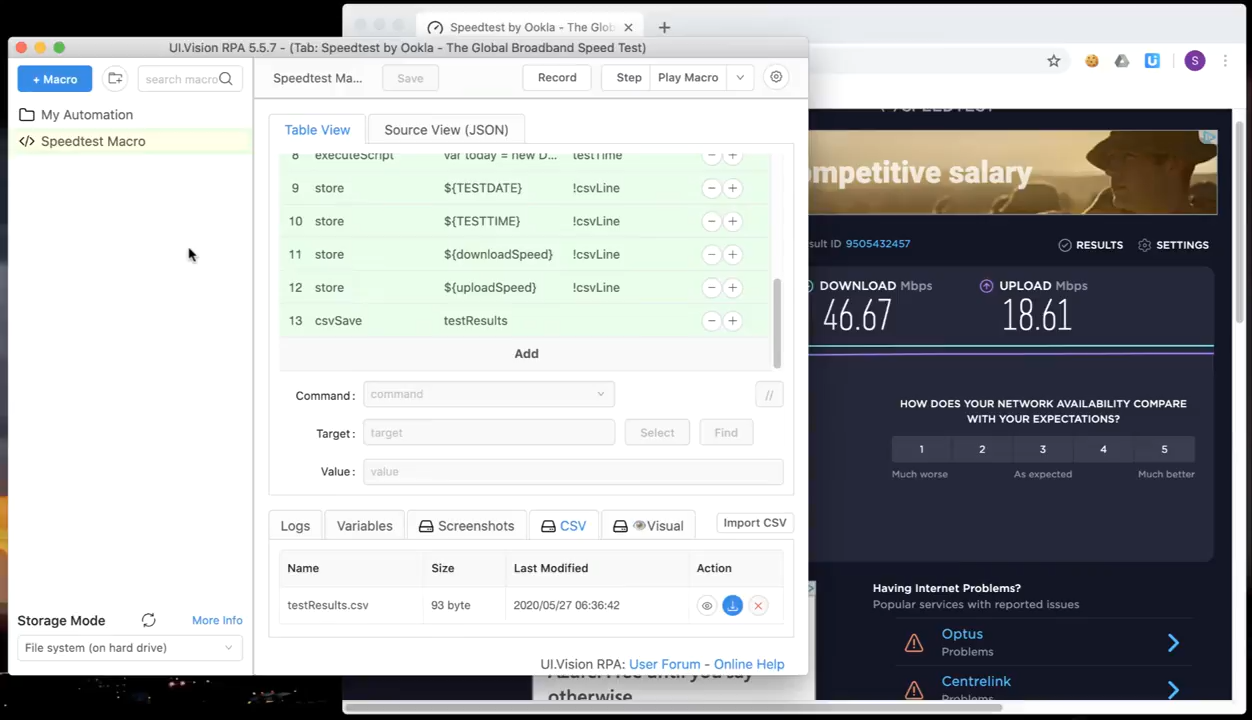 Speedtest by Ookla - The Glob
UI.Vision RPA 5.5.7 - (Tab: Speedtest by Ookla - The Global Broadband Speed Test)
S
+ Macro
search macro
Speedtest Ma...
Save
Record
Step
Play Macro
My Automation
Speedtest Macro
Table View
Source View (JSON)
8 executeScript var today = new D... testTime
9 store ${TESTDATE} !csvLine
10 store ${TESTTIME} !csvLine
11 store ${downloadSpeed} !csvLine
12 store ${uploadSpeed} !csvLine
13 csvSave testResults
Add
Command : command //
Target : target Select Find
Value : value
Logs
Variables
Screenshots
CSV
Visual
Import CSV
Name Size Last Modified Action
testResults.csv 93 byte 2020/05/27 06:36:42
Storage Mode More Info
File system (on hard drive)
UI.Vision RPA: User Forum - Online Help
mpetitive salary
sult ID 9505432457
RESULTS SETTINGS
DOWNLOAD Mbps UPLOAD Mbps
46.67 18.61
HOW DOES YOUR NETWORK AVAILABILITY COMPARE
WITH YOUR EXPECTATIONS?
1 2 3 4 5
Much worse As expected Much better
Having Internet Problems?
Popular services with reported issues
Optus
Problems
Centrelink
Problems
otherwise